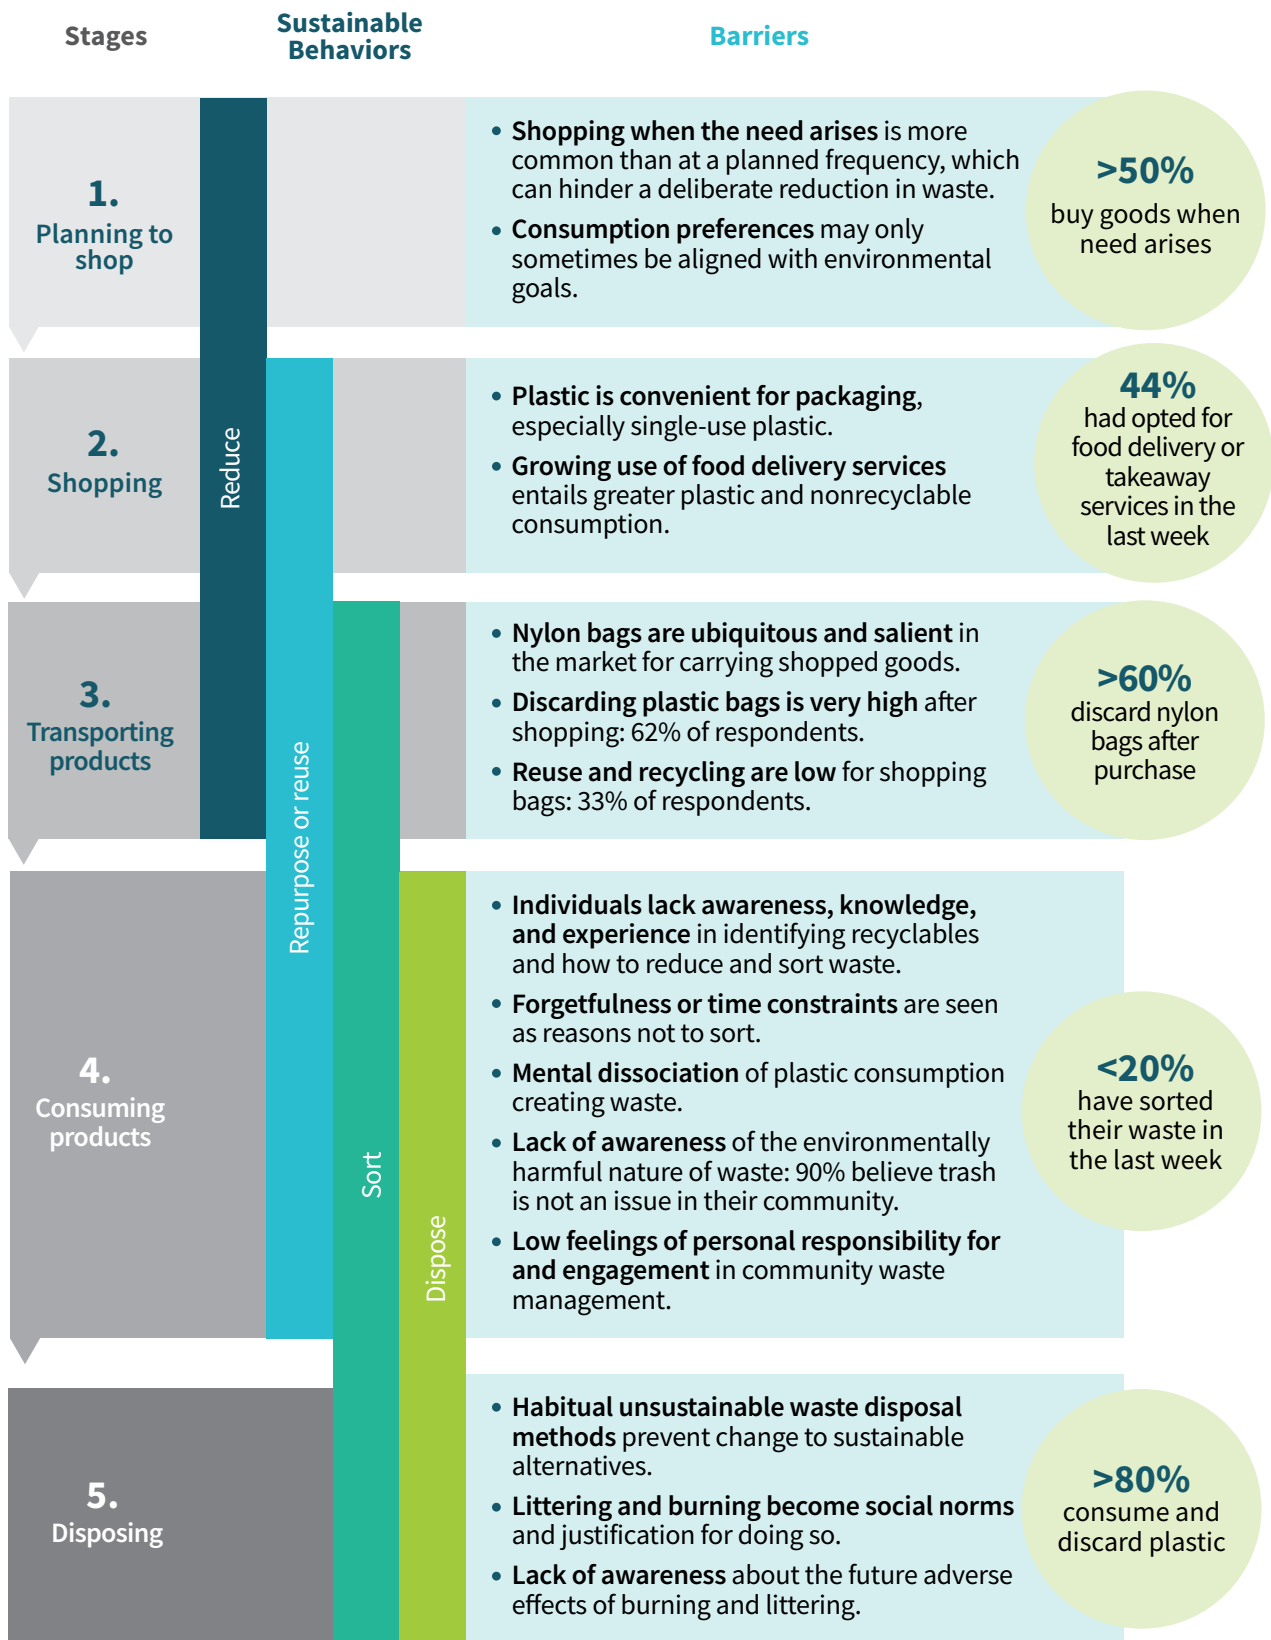 Stages
Sustainable
Behaviors
Barriers
1.
Planning to
shop
• Shopping when the need arises is more
common than at a planned frequency, which
can hinder a deliberate reduction in waste.
• Consumption preferences may only
sometimes be aligned with environmental
goals.
>50%
buy goods when
need arises
2.
Shopping
Reduce
• Plastic is convenient for packaging,
especially single-use plastic.
• Growing use of food delivery services
entails greater plastic and nonrecyclable
consumption.
44%
had opted for
food delivery or
takeaway
services in the
last week
3.
Transporting
products
Repurpose or reuse
• Nylon bags are ubiquitous and salient in
the market for carrying shopped goods.
• Discarding plastic bags is very high after
shopping: 62% of respondents.
• Reuse and recycling are low for shopping
bags: 33% of respondents.
>60%
discard nylon
bags after
purchase
4.
Consuming
products
Sort
Dispose
• Individuals lack awareness, knowledge,
and experience in identifying recyclables
and how to reduce and sort waste.
• Forgetfulness or time constraints are seen
as reasons not to sort.
• Mental dissociation of plastic consumption
creating waste.
• Lack of awareness of the environmentally
harmful nature of waste: 90% believe trash
is not an issue in their community.
• Low feelings of personal responsibility for
and engagement in community waste
management.
<20%
have sorted
their waste in
the last week
5.
Disposing
• Habitual unsustainable waste disposal
methods prevent change to sustainable
alternatives.
• Littering and burning become social norms
and justification for doing so.
• Lack of awareness about the future adverse
effects of burning and littering.
>80%
consume and
discard plastic